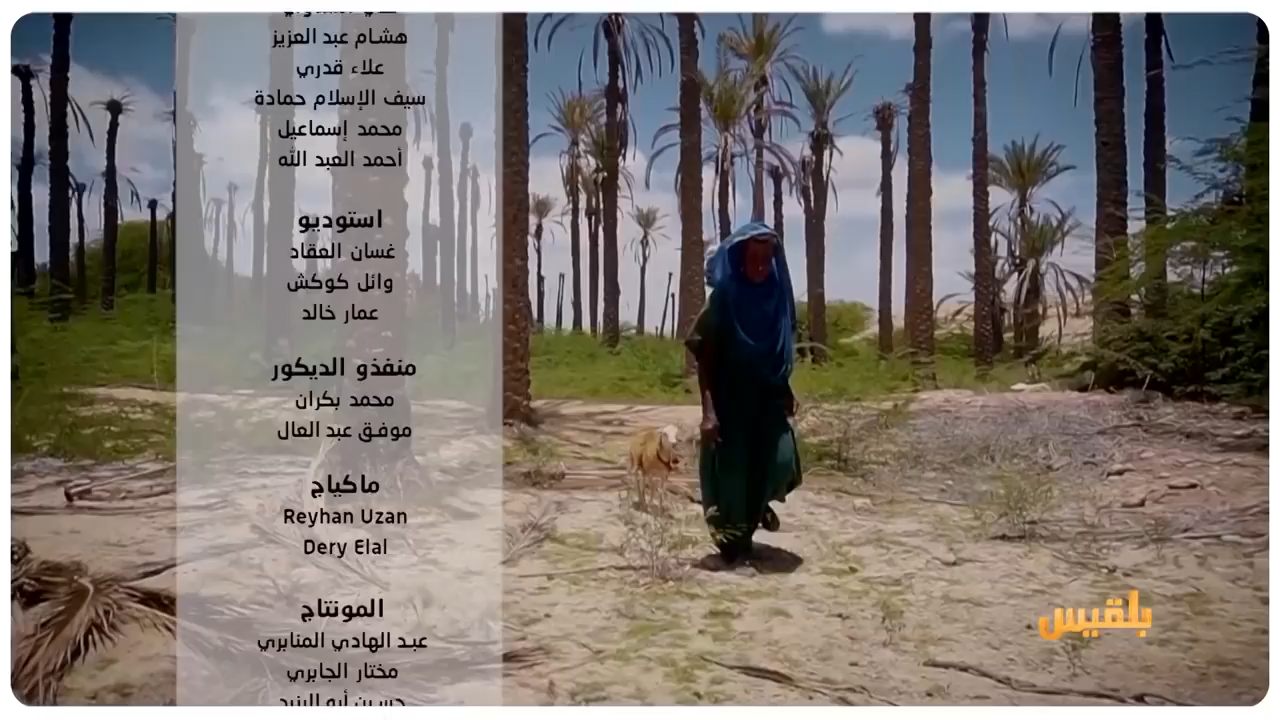 هشام عبد العزيز
علاء قدري
سيف الإسلام حمادة
محمد إسماعيل
أحمد العبد الله
استوديو
غسان العقاد
وائل كوكش
عمار خالد
منفذو الديكور
محمد بكران
موفق عبد العال
ماكياج
Reyhan Uzan
Dery Elal
المونتاج
عبد الهادي المنابري
مختار الجابري
بلقيس